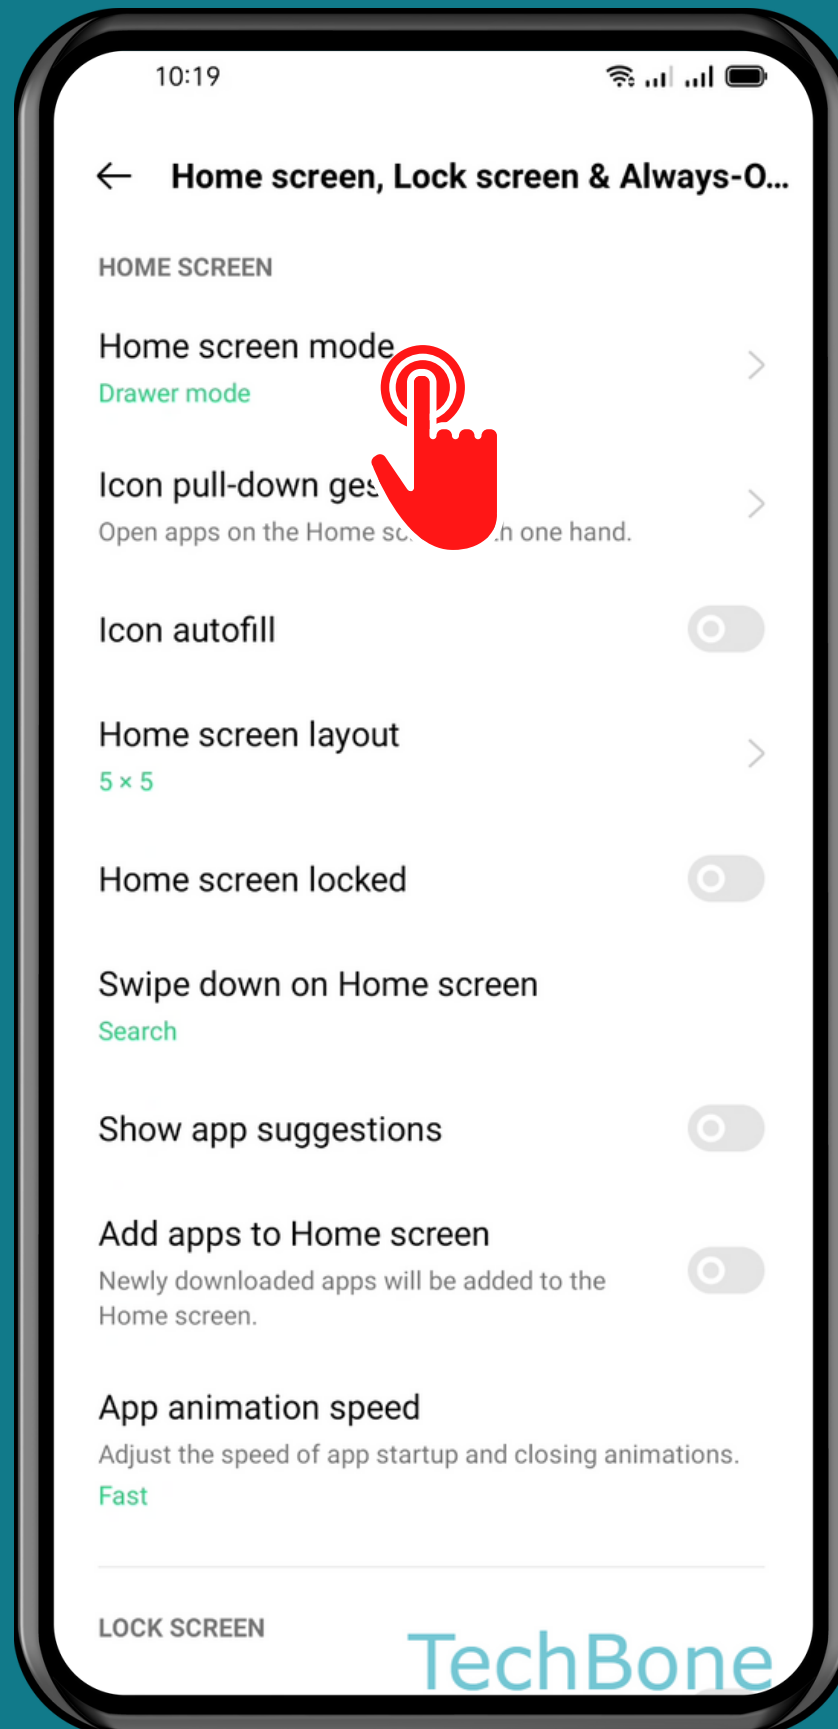 10:19
Home screen, Lock screen & Always-O...
HOME SCREEN
Home screen mode
Drawer mode
Icon pull-down ges
Open apps on the Home sc h one hand.
Icon autofill
Home screen layout
5 × 5
Home screen locked
Swipe down on Home screen
Search
Show app suggestions
Add apps to Home screen
Newly downloaded apps will be added to the
Home screen.
App animation speed
Adjust the speed of app startup and closing animations.
Fast
LOCK SCREEN
TechBone